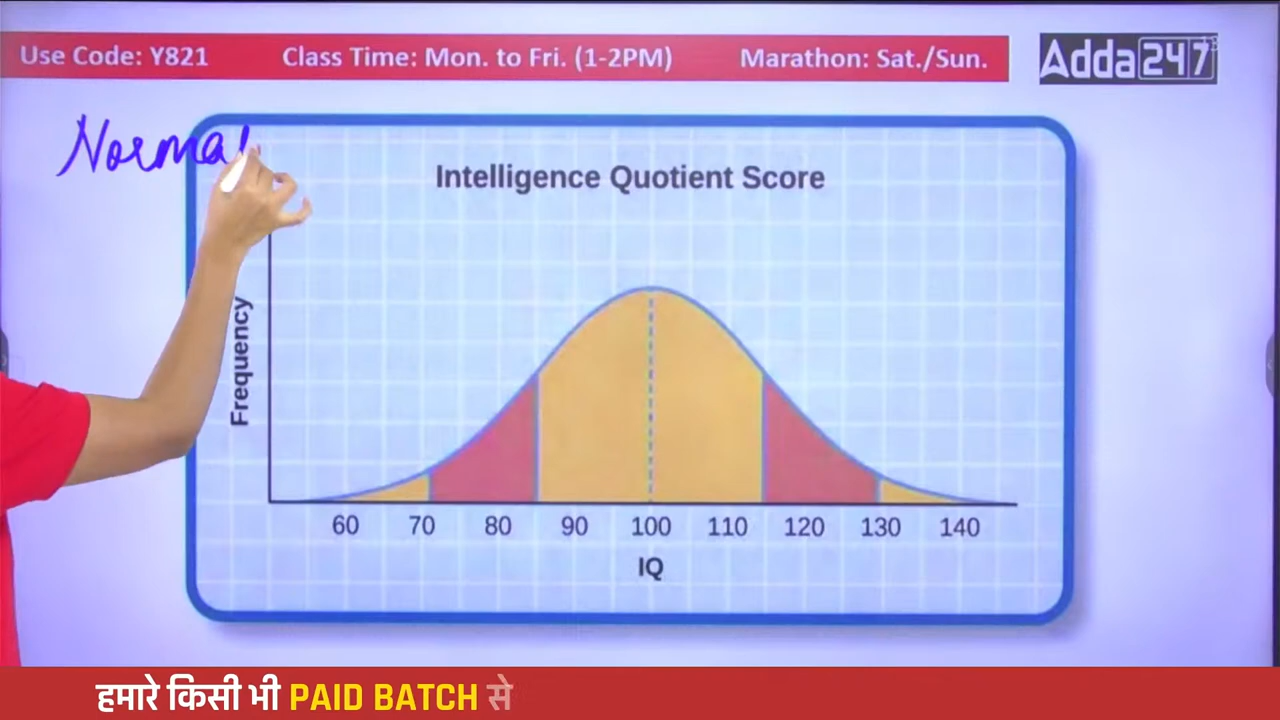 Use Code: Y821 Class Time: Mon. to Fri. (1-2PM) Marathon: Sat./Sun.
Adda247
Normal
Intelligence Quotient Score
Frequency
60 70 80 90 100 110 120 130 140
IQ
हमारे किसी भी PAID BATCH से